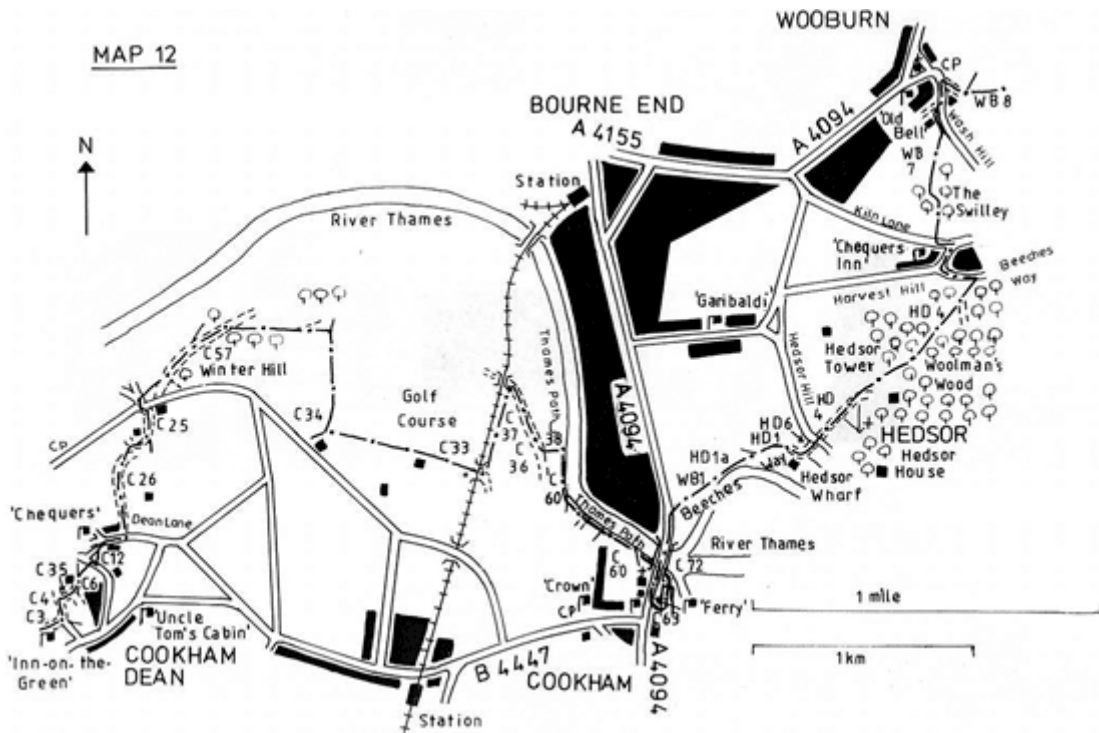 WOOBURN
MAP 12
CP
WB 8
BOURNE END
A 4155
A 4094
'Old
Bell'
Wash Hill
WB
7
N
Station
The
Swilley
River Thames
Kiln Lane
'Chequers
Inn'
Beeches
Way
Harvest Hill
'Garibaldi'
HD 4
Thames Path
Hedsor
Tower
Woolman's
Wood
C57
Winter Hill
Golf
Course
A 4094
Hedsor Hill
HD
4
C34
C25
CP
C
37
C
36
38
C33
HD6
HD1
HD1a
HEDSOR
Hedsor
House
C26
C
60
WB1
Beeches
Way
Hedsor
Wharf
'Chequers'
Dean Lane
Thames Path
River Thames
C12
C35
C6
C4
C3
C
60
C72
'Crown'
CP
'Ferry'
63
1 mile
'Uncle
Tom's Cabin'
'Inn-on-the-
Green'
COOKHAM
DEAN
B 4447
COOKHAM
A 4094
1 km
Station